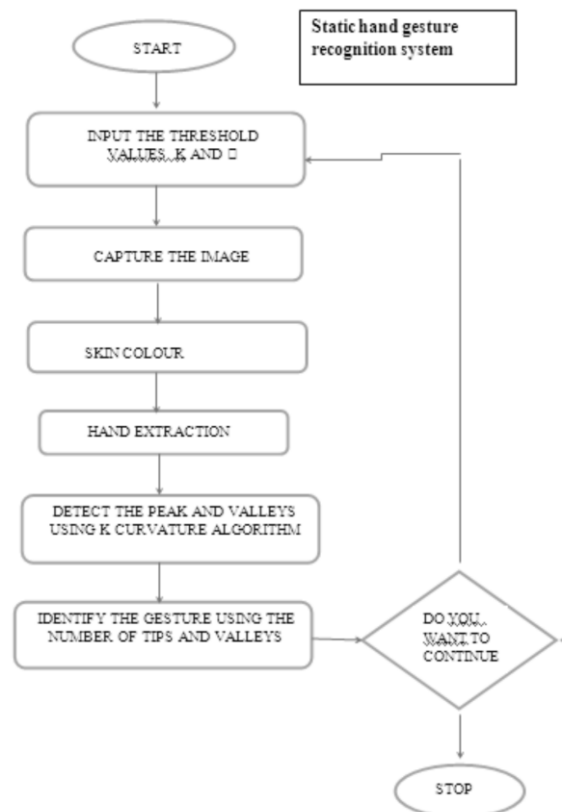 START
Static hand gesture
recognition system
INPUT THE THRESHOLD
VALUES K AND
CAPTURE THE IMAGE
SKIN COLOUR
HAND EXTRACTION
DETECT THE PEAK AND VALLEYS
USING K CURVATURE ALGORITHM
IDENTIFY THE GESTURE USING THE
NUMBER OF TIPS AND VALLEYS
DO YOU
WANT TO
CONTINUE
STOP